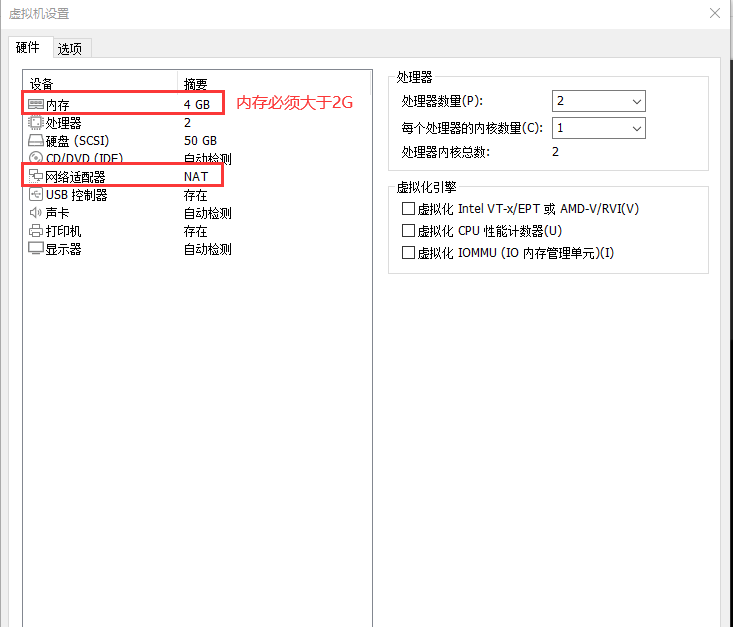 虚拟机设置
硬件 选项
设备 摘要
内存 4 GB 内存必须大于2G
处理器 2
硬盘 (SCSI) 50 GB
CD/DVD (IDE) 自动检测
网络适配器 NAT
USB 控制器 存在
声卡 自动检测
打印机 存在
显示器 自动检测
处理器
处理器数量(P): 2
每个处理器的内核数量(C): 1
处理器内核总数: 2
虚拟化引擎
虚拟化 Intel VT-x/EPT 或 AMD-V/RVI(V)
虚拟化 CPU 性能计数器(U)
虚拟化 IOMMU (IO 内存管理单元)(I)